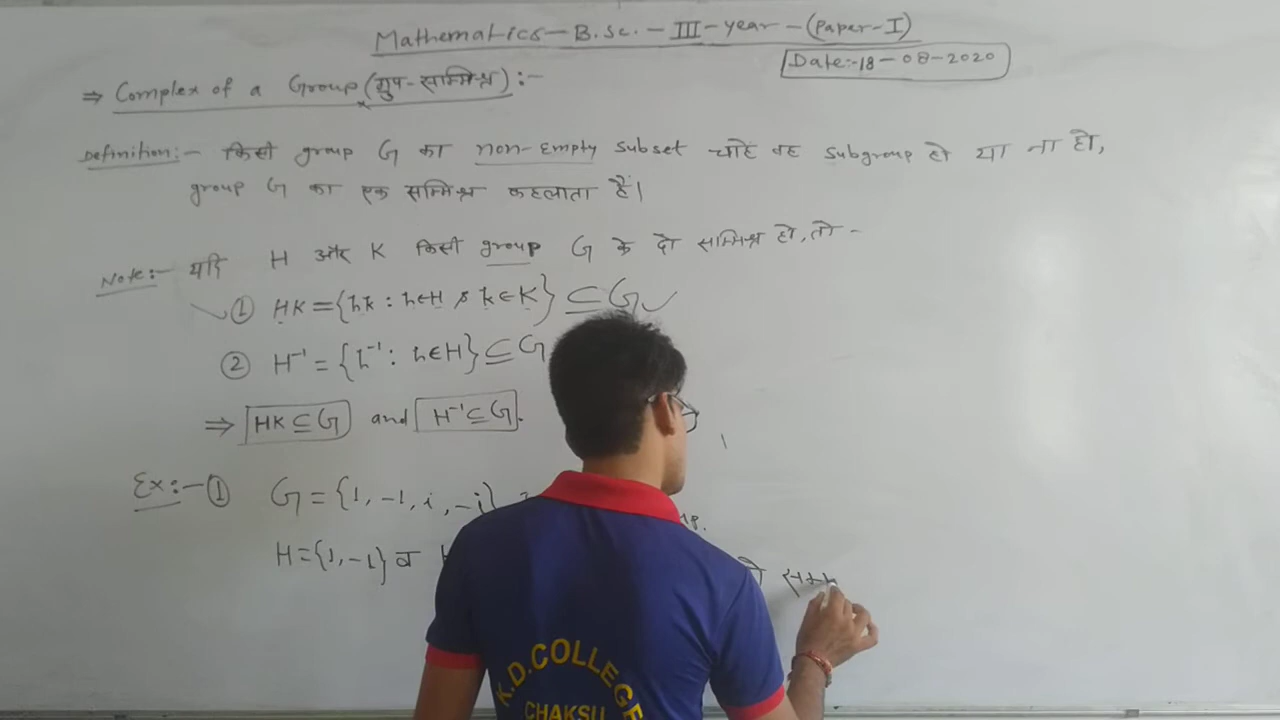 Mathematics-B.Sc.-III-year-(Paper-I)
Date:-18-08-2020
⇒ Complex of a Group (ग्रुप-सम्मिश्र):-
Definition:- किसी group G का non-Empty subset चाहे वह subgroup हो या ना हो,
group G का एक सम्मिश्र कहलाता हैं।
Note:- यदि H और K किसी group G के दो सम्मिश्र हो, तो -
① HK={hk : h∈H & k∈K} ⊆ G
② H⁻¹={h⁻¹ : h∈H} ⊆ G
⇒ HK⊆G and H⁻¹⊆G.
Ex:-① G={1, -1, i, -i}
H={1,-1} व
K.D.COLLEGE
CHAKSU